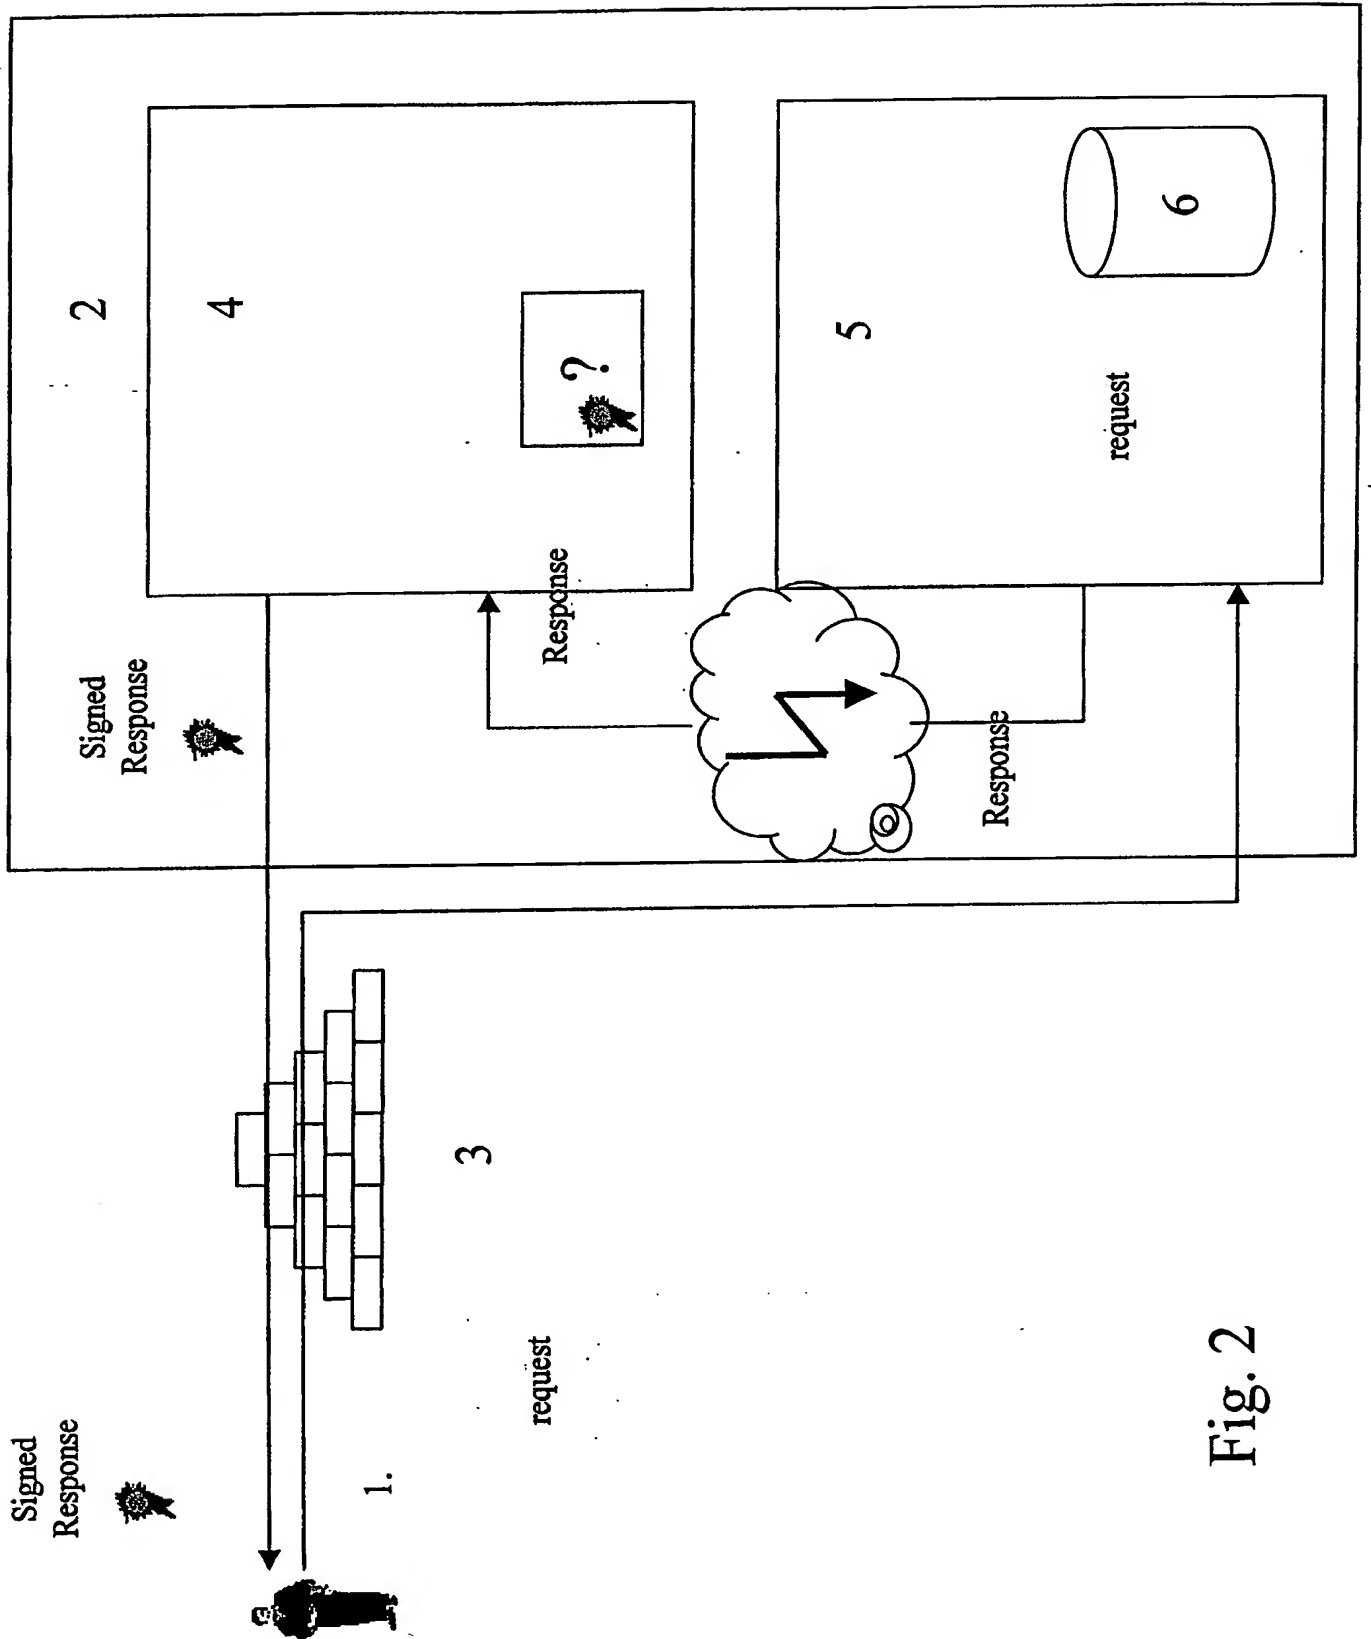 Signed
Response
1.
request
3
Signed
Response
2
4
?
Response
Response
5
request
6
Fig. 2